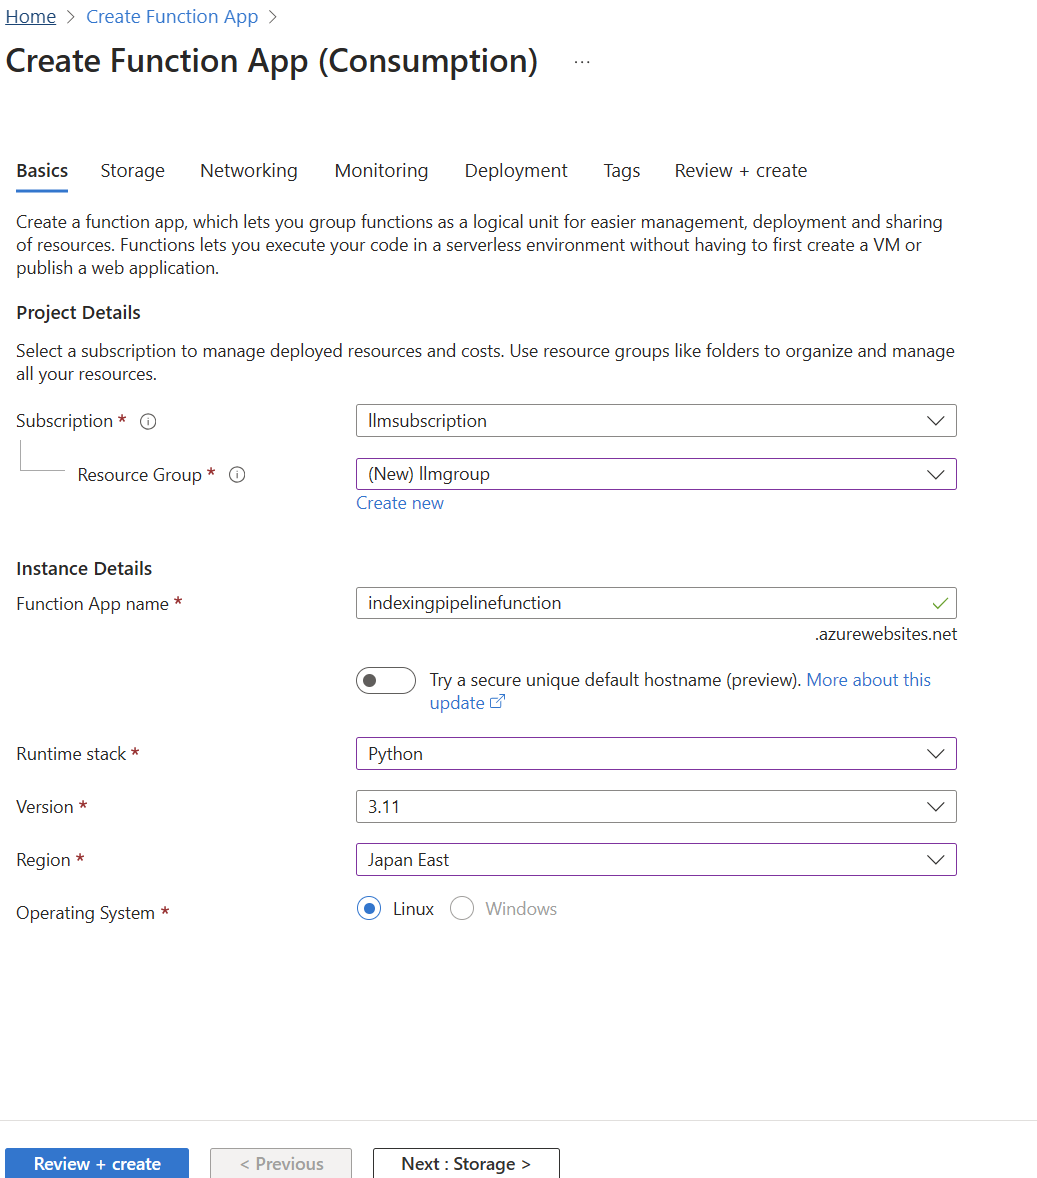 Home > Create Function App >
Create Function App (Consumption) ...
Basics Storage Networking Monitoring Deployment Tags Review + create
Create a function app, which lets you group functions as a logical unit for easier management, deployment and sharing
of resources. Functions lets you execute your code in a serverless environment without having to first create a VM or
publish a web application.
Project Details
Select a subscription to manage deployed resources and costs. Use resource groups like folders to organize and manage
all your resources.
Subscription * llmsubscription
Resource Group * (New) llmgroup
Create new
Instance Details
Function App name * indexingpipelinefunction
.azurewebsites.net
Try a secure unique default hostname (preview). More about this
update
Runtime stack * Python
Version * 3.11
Region * Japan East
Operating System * Linux Windows
Review + create < Previous Next : Storage >